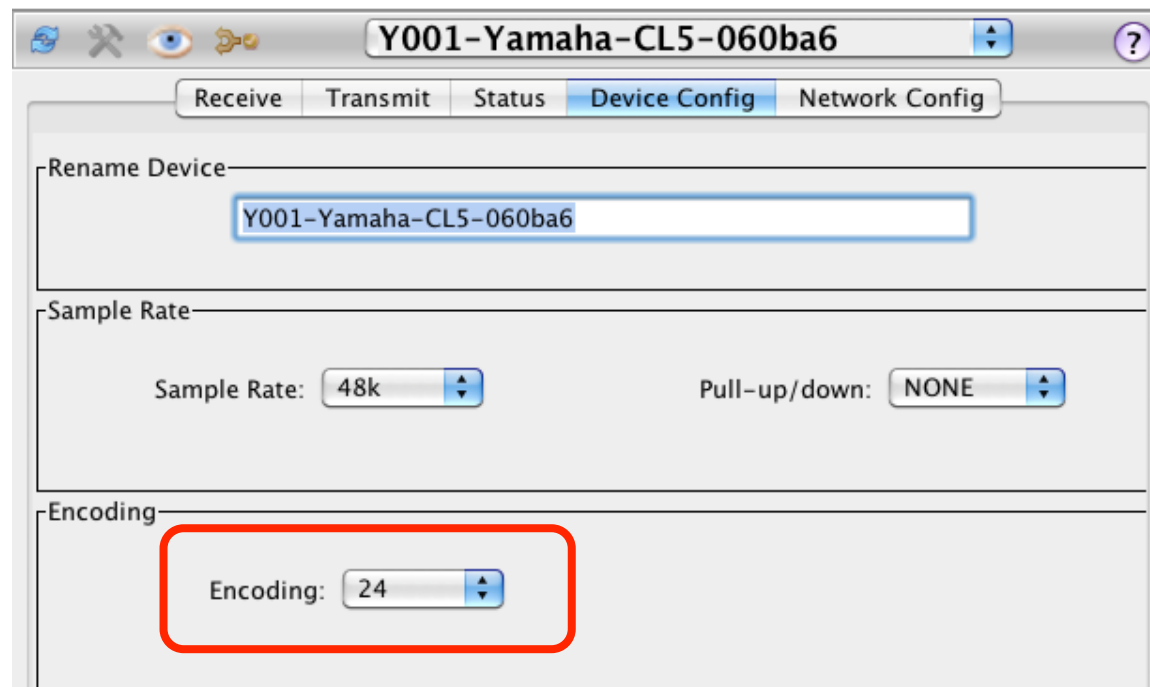 Y001-Yamaha-CL5-060ba6 ?
Receive Transmit Status Device Config Network Config
Rename Device
Y001-Yamaha-CL5-060ba6
Sample Rate
Sample Rate: 48k Pull-up/down: NONE
Encoding
Encoding: 24